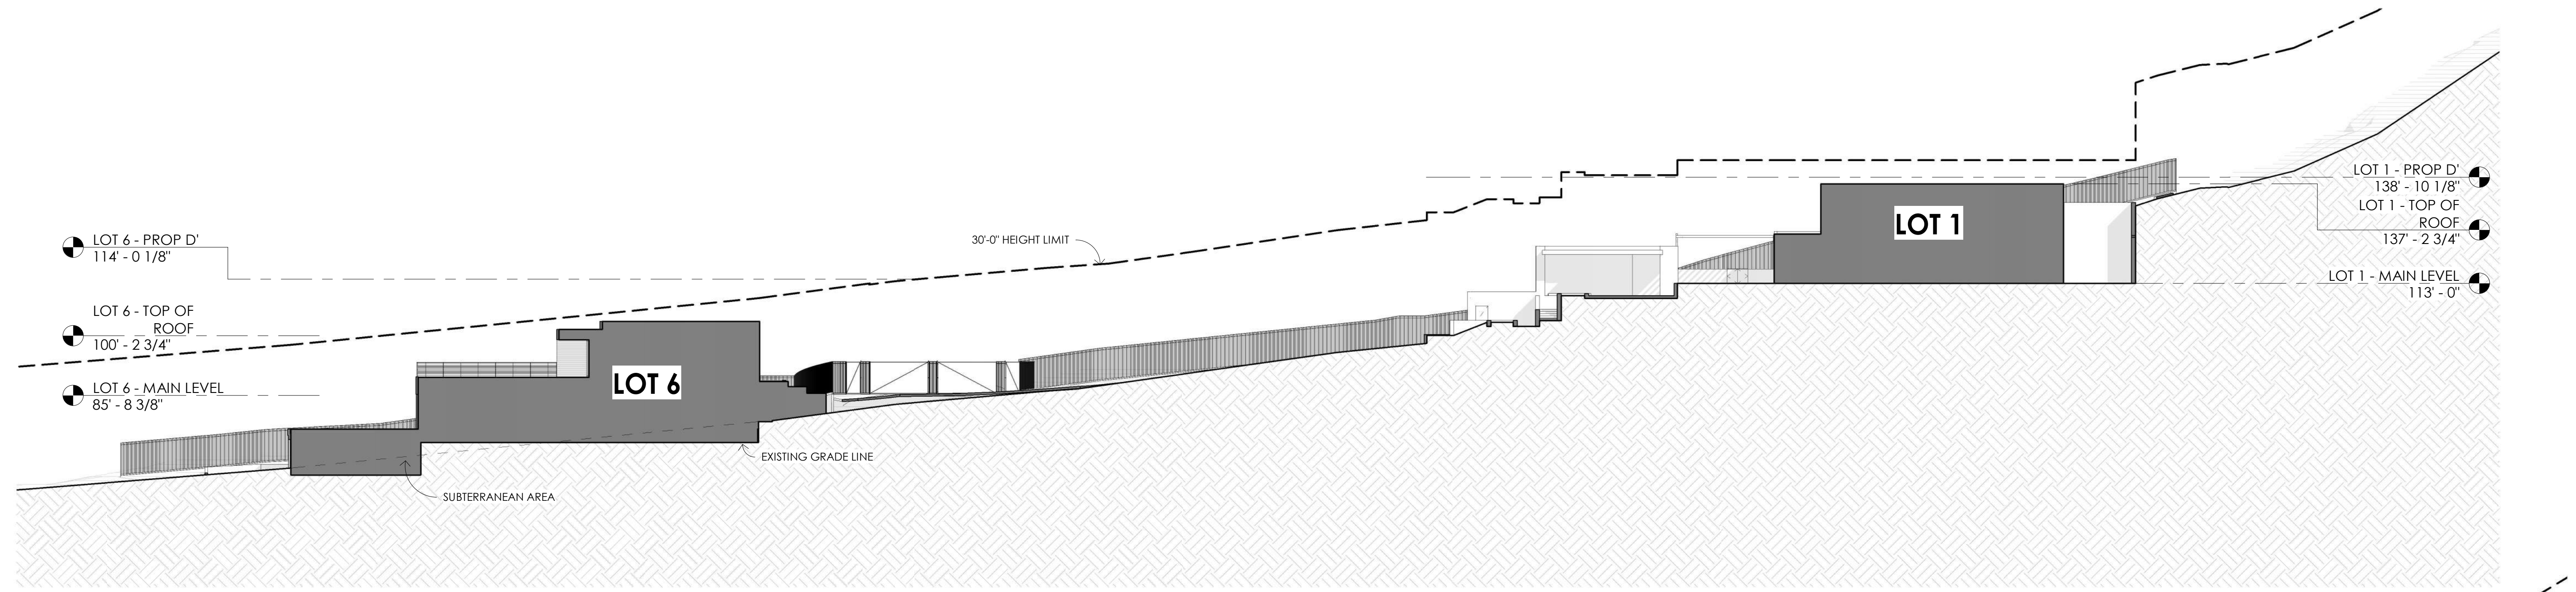 LOT 6 - PROP D'
114' - 0 1/8"
LOT 6 - TOP OF
ROOF
100' - 2 3/4"
LOT 6 - MAIN LEVEL
85' - 8 3/8"
LOT 6
SUBTERRANEAN AREA
EXISTING GRADE LINE
30'-0" HEIGHT LIMIT
LOT 1
LOT 1 - PROP D'
138' - 10 1/8"
LOT 1 - TOP OF
ROOF
137' - 2 3/4"
LOT 1 - MAIN LEVEL
113' - 0"